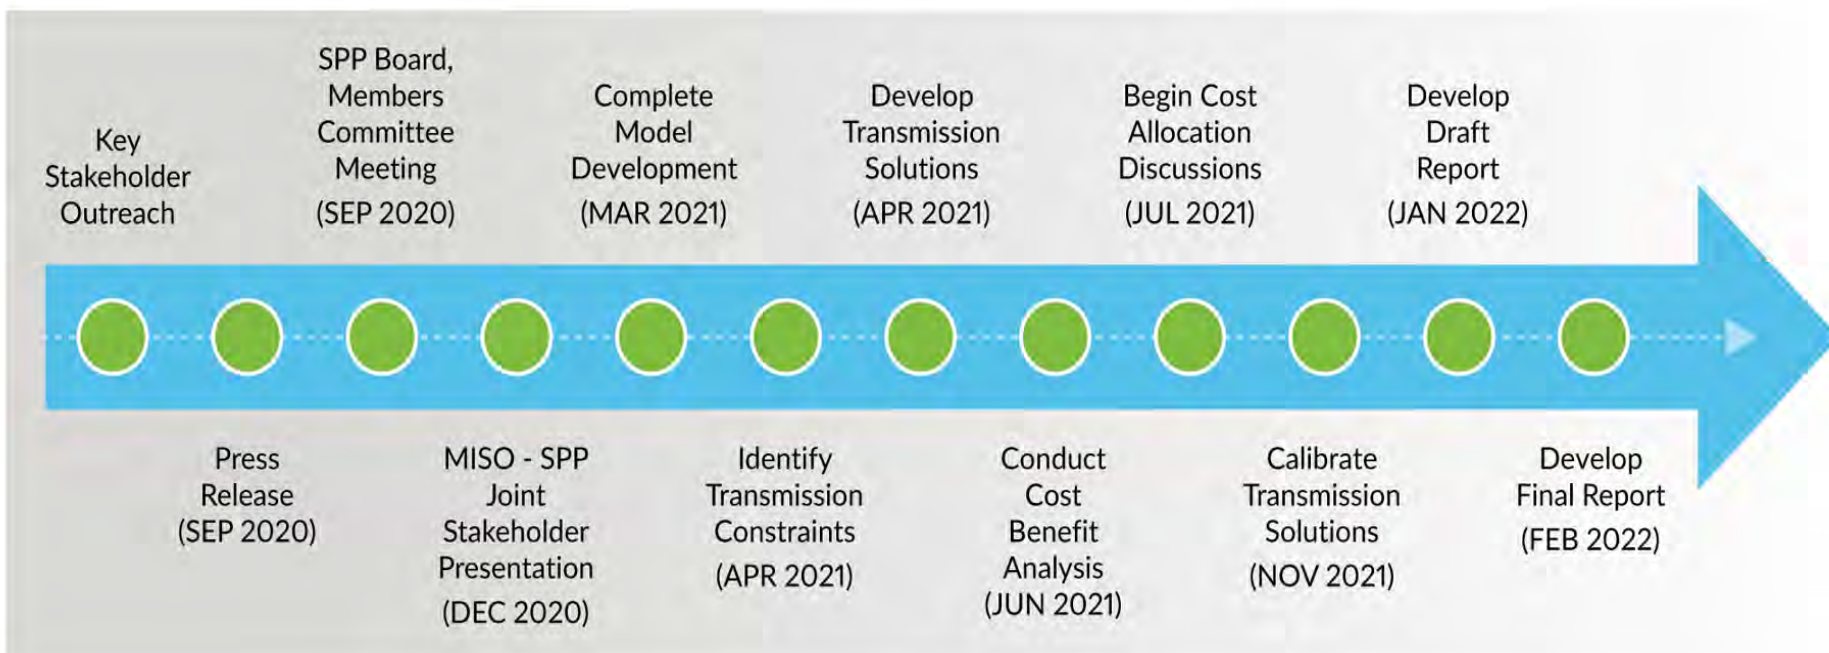 Key
Stakeholder
Outreach
Press
Release
(SEP 2020)
SPP Board,
Members
Committee
Meeting
(SEP 2020)
MISO - SPP
Joint
Stakeholder
Presentation
(DEC 2020)
Complete
Model
Development
(MAR 2021)
Identify
Transmission
Constraints
(APR 2021)
Develop
Transmission
Solutions
(APR 2021)
Conduct
Cost
Benefit
Analysis
(JUN 2021)
Begin Cost
Allocation
Discussions
(JUL 2021)
Calibrate
Transmission
Solutions
(NOV 2021)
Develop
Draft
Report
(JAN 2022)
Develop
Final Report
(FEB 2022)